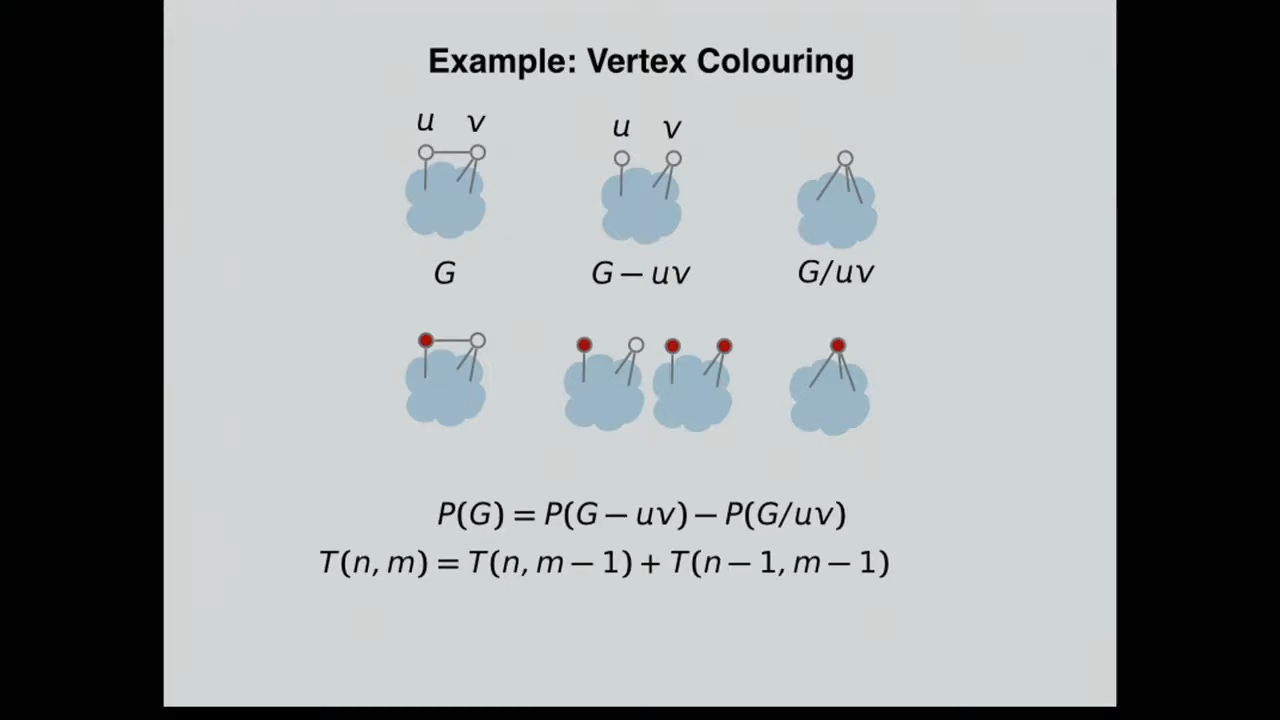 Example: Vertex Colouring
u v u v
G G − uv G/uv
P(G) = P(G − uv) − P(G/uv)
T(n, m) = T(n, m − 1) + T(n − 1, m − 1)